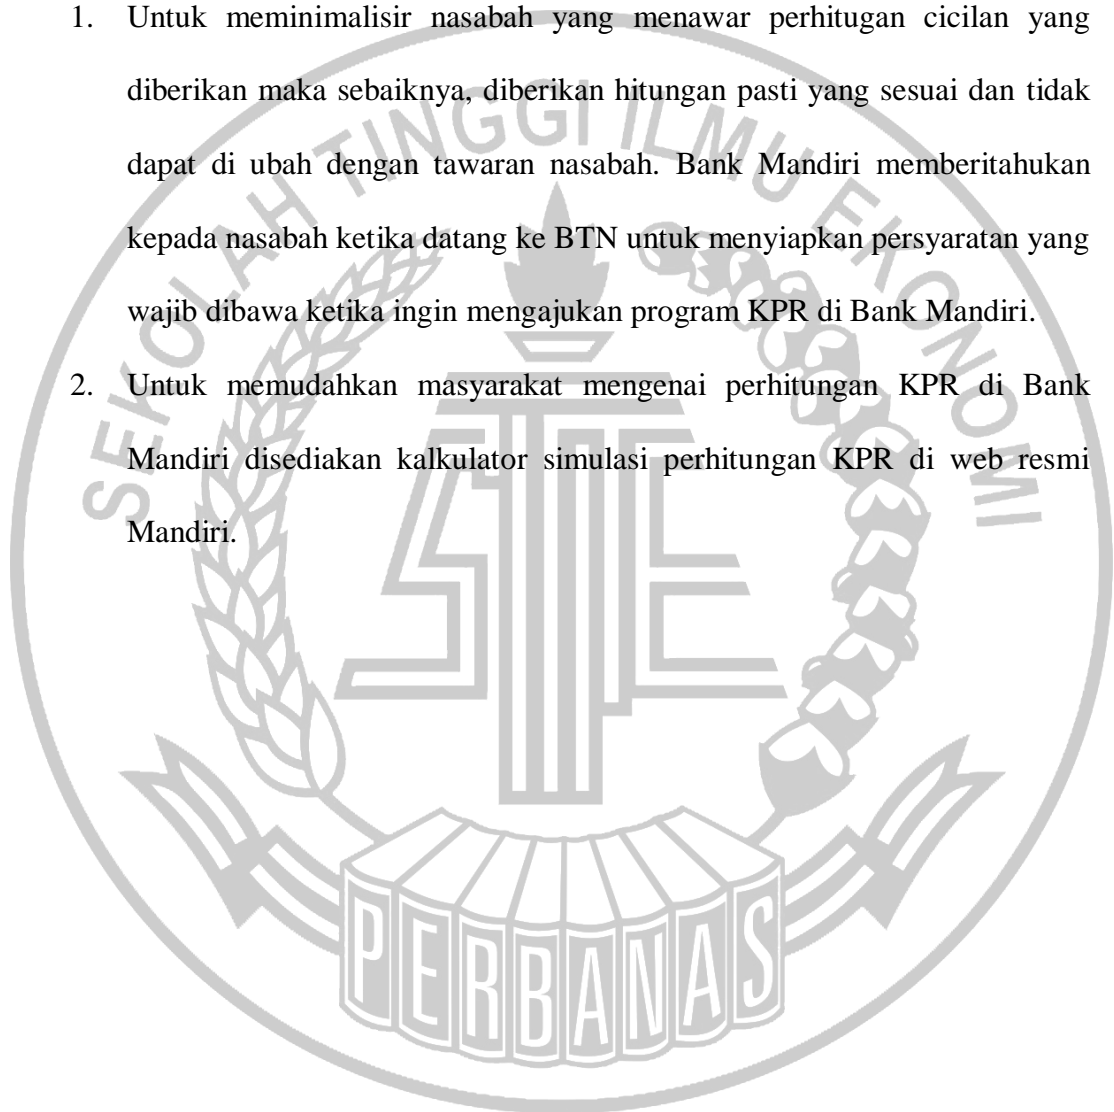 1. Untuk meminimalisir nasabah yang menawar perhitugan cicilan yang
diberikan maka sebaiknya, diberikan hitungan pasti yang sesuai dan tidak
dapat di ubah dengan tawaran nasabah. Bank Mandiri memberitahukan
kepada nasabah ketika datang ke BTN untuk menyiapkan persyaratan yang
wajib dibawa ketika ingin mengajukan program KPR di Bank Mandiri.
2. Untuk memudahkan masyarakat mengenai perhitungan KPR di Bank
Mandiri disediakan kalkulator simulasi perhitungan KPR di web resmi
Mandiri.
SEKOLAH TINGGI ILMU EKONOMI
STIE
PERBANAS